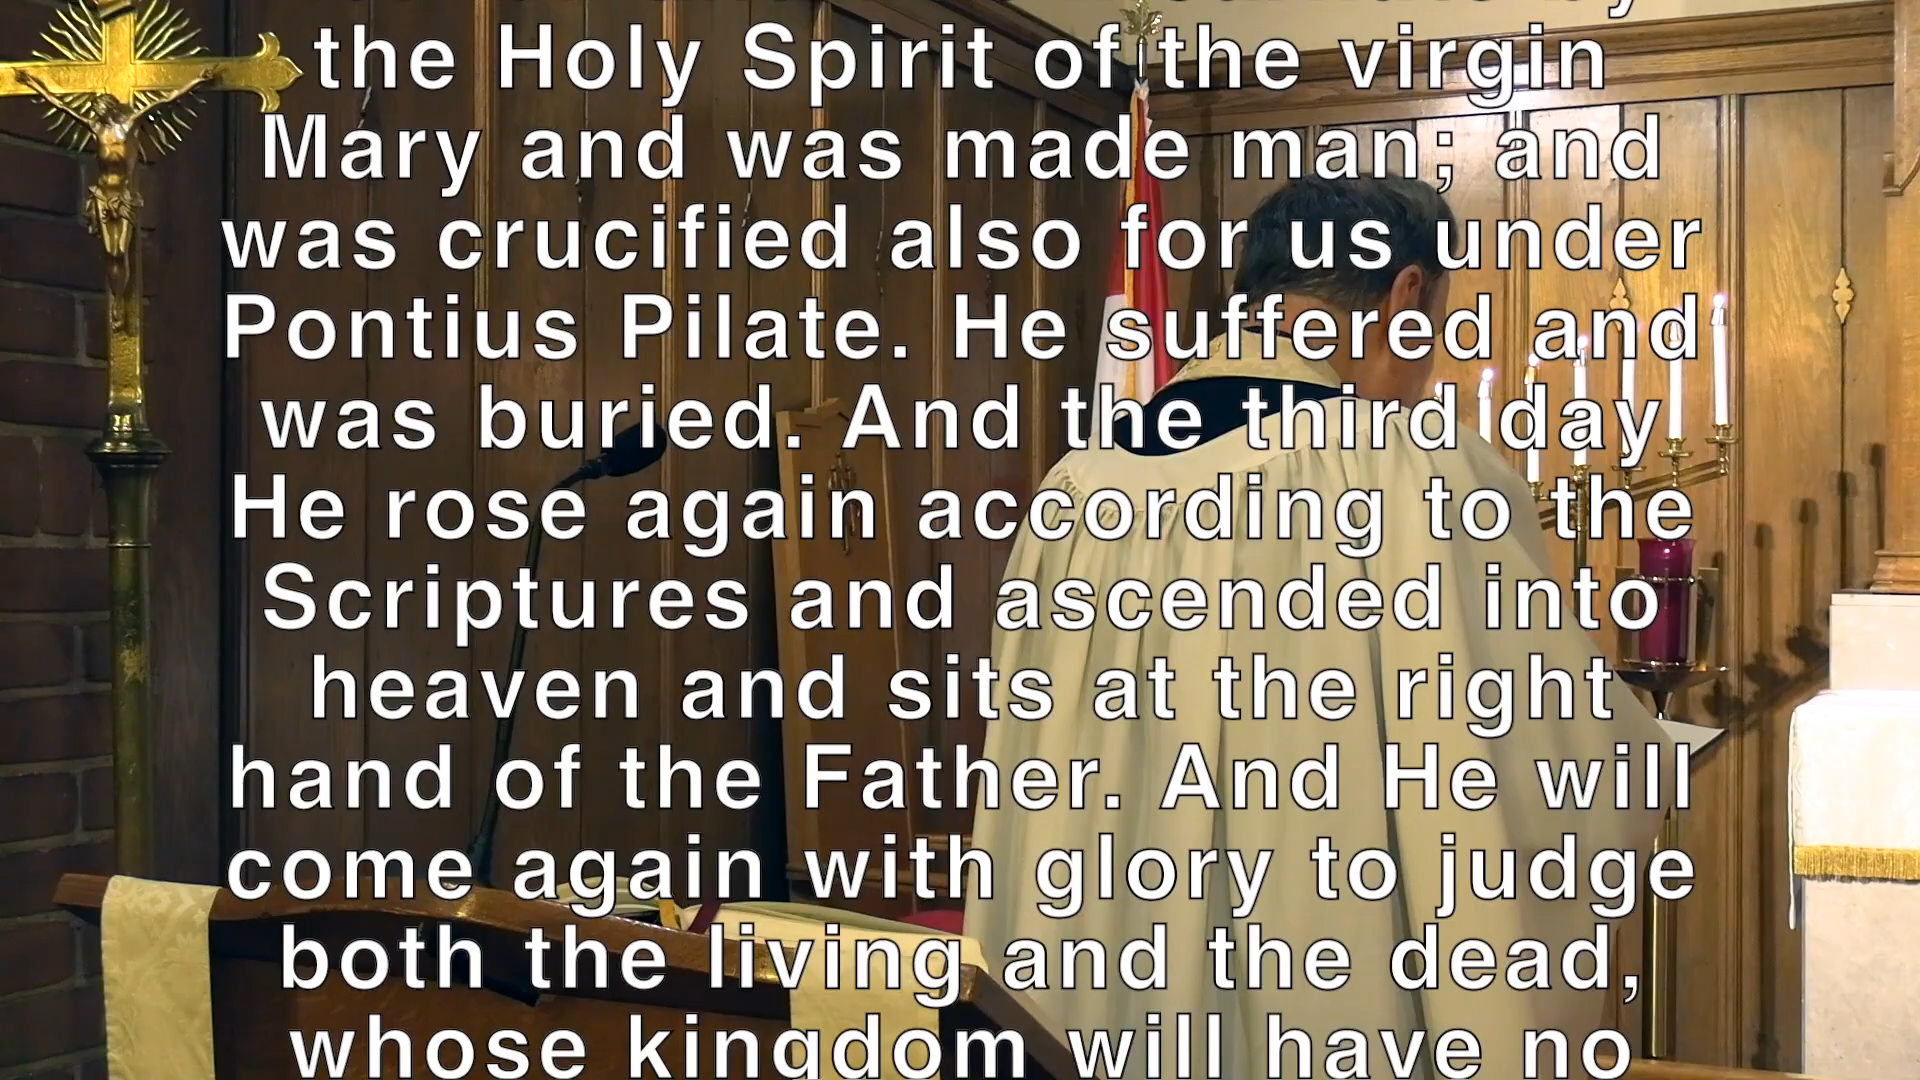 the Holy Spirit of the virgin
Mary and was made man; and
was crucified also for us under
Pontius Pilate. He suffered and
was buried. And the third day
He rose again according to the
Scriptures and ascended into
heaven and sits at the right
hand of the Father. And He will
come again with glory to judge
both the living and the dead,
whose kingdom will have no